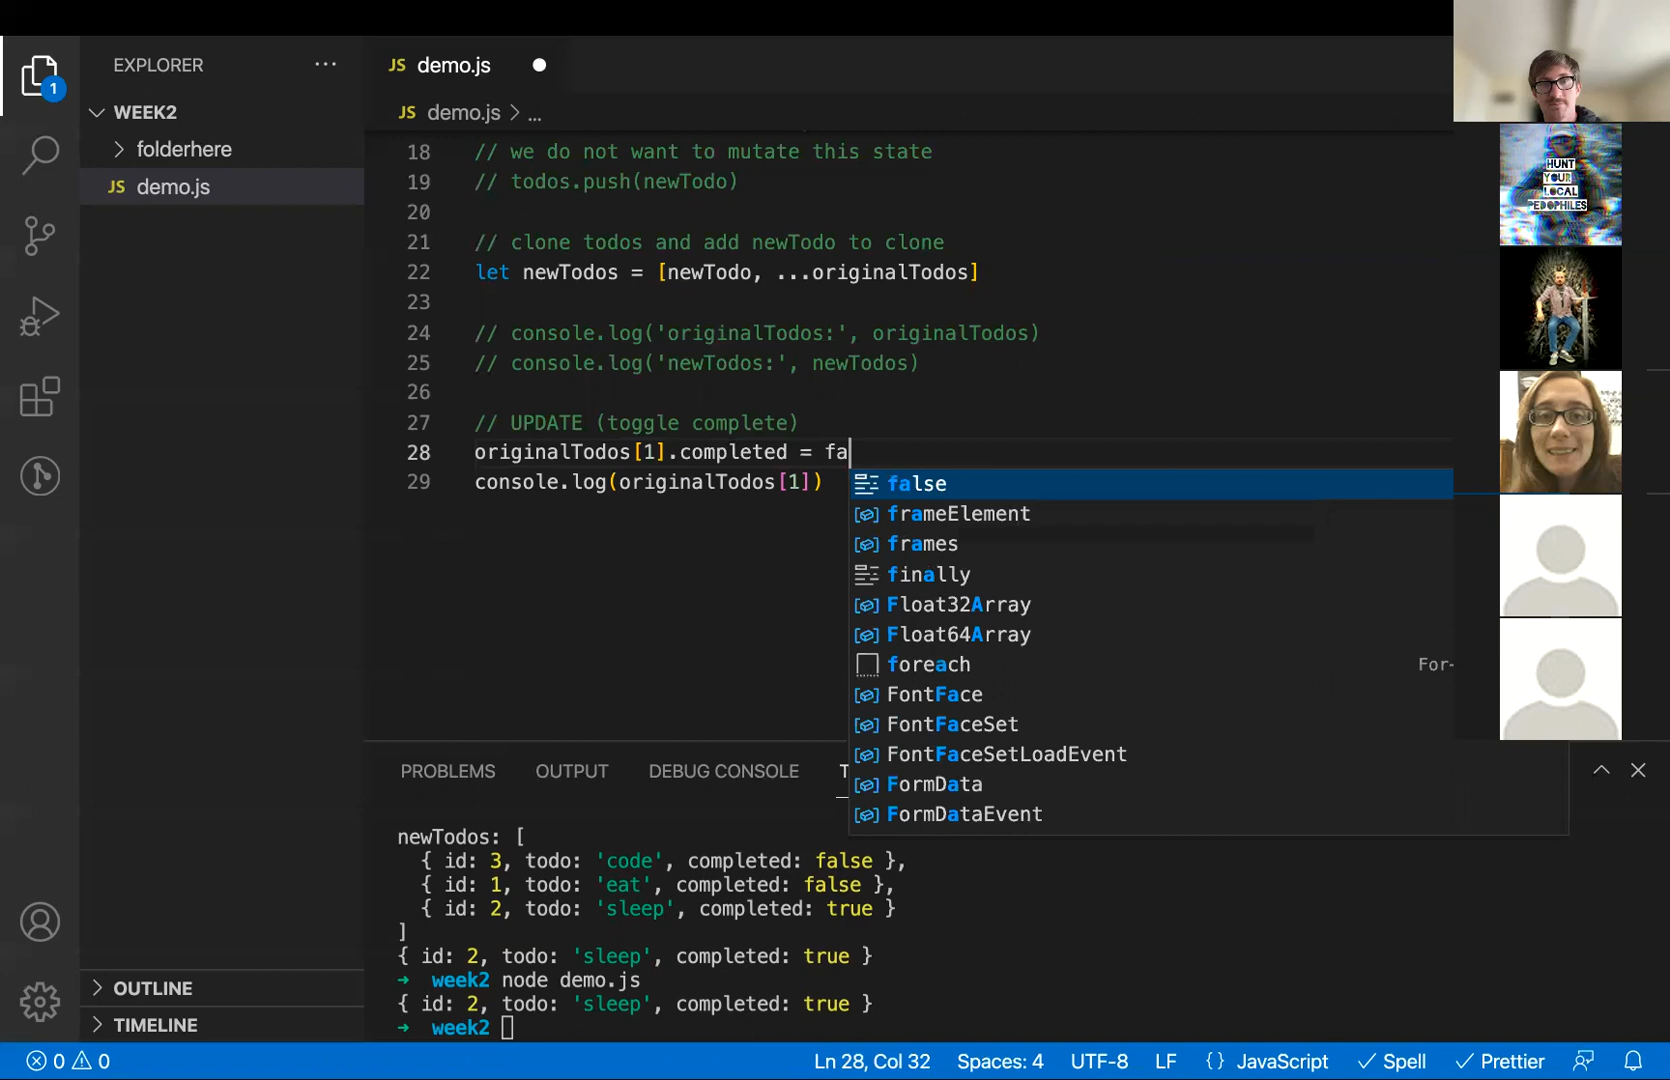 EXPLORER
...
JS demo.js
1
WEEK2
JS demo.js > ...
folderhere
JS demo.js
18 // we do not want to mutate this state
19 // todos.push(newTodo)
20
21 // clone todos and add newTodo to clone
22 let newTodos = [newTodo, ...originalTodos]
23
24 // console.log('originalTodos:', originalTodos)
25 // console.log('newTodos:', newTodos)
26
27 // UPDATE (toggle complete)
28 originalTodos[1].completed = fa
29 console.log(originalTodos[1])
false
frameElement
frames
finally
Float32Array
Float64Array
foreach For-
FontFace
FontFaceSet
FontFaceSetLoadEvent
FormData
FormDataEvent
HUNT
YOUR
LOCAL
PEDOPHILES
PROBLEMS OUTPUT DEBUG CONSOLE T
newTodos: [
{ id: 3, todo: 'code', completed: false },
{ id: 1, todo: 'eat', completed: false },
{ id: 2, todo: 'sleep', completed: true }
]
{ id: 2, todo: 'sleep', completed: true }
→ week2 node demo.js
{ id: 2, todo: 'sleep', completed: true }
→ week2
OUTLINE
TIMELINE
0 0 Ln 28, Col 32 Spaces: 4 UTF-8 LF {} JavaScript Spell Prettier